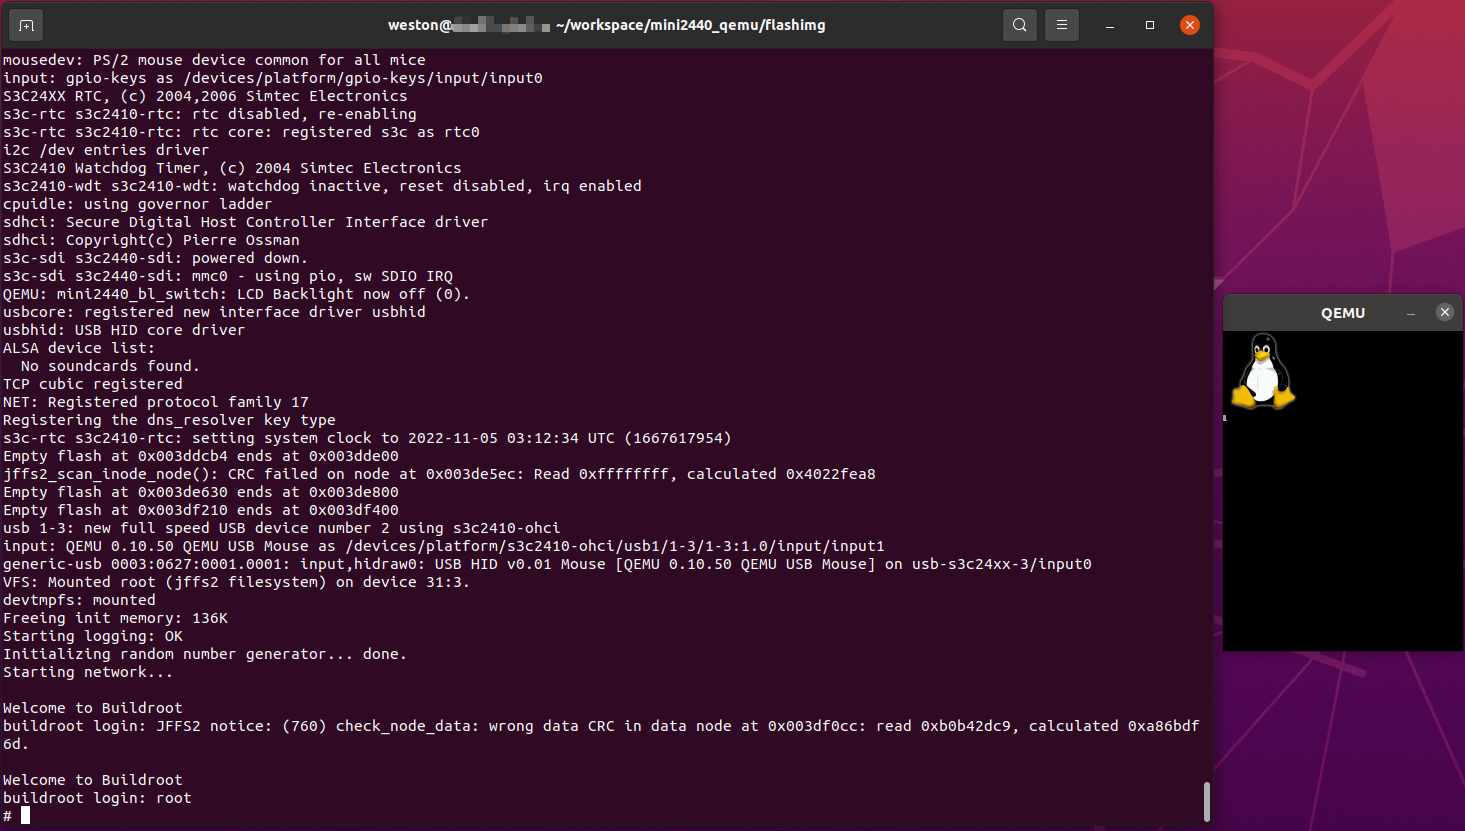 weston@ ~/workspace/mini2440_qemu/flashimg
mousedev: PS/2 mouse device common for all mice
input: gpio-keys as /devices/platform/gpio-keys/input/input0
S3C24XX RTC, (c) 2004,2006 Simtec Electronics
s3c-rtc s3c2410-rtc: rtc disabled, re-enabling
s3c-rtc s3c2410-rtc: rtc core: registered s3c as rtc0
i2c /dev entries driver
S3C2410 Watchdog Timer, (c) 2004 Simtec Electronics
s3c2410-wdt s3c2410-wdt: watchdog inactive, reset disabled, irq enabled
cpuidle: using governor ladder
sdhci: Secure Digital Host Controller Interface driver
sdhci: Copyright(c) Pierre Ossman
s3c-sdi s3c2440-sdi: powered down.
s3c-sdi s3c2440-sdi: mmc0 - using pio, sw SDIO IRQ
QEMU: mini2440_bl_switch: LCD Backlight now off (0).
usbcore: registered new interface driver usbhid
usbhid: USB HID core driver
ALSA device list:
  No soundcards found.
TCP cubic registered
NET: Registered protocol family 17
Registering the dns_resolver key type
s3c-rtc s3c2410-rtc: setting system clock to 2022-11-05 03:12:34 UTC (1667617954)
Empty flash at 0x003ddcb4 ends at 0x003dde00
jffs2_scan_inode_node(): CRC failed on node at 0x003de5ec: Read 0xffffffff, calculated 0x4022fea8
Empty flash at 0x003de630 ends at 0x003de800
Empty flash at 0x003df210 ends at 0x003df400
usb 1-3: new full speed USB device number 2 using s3c2410-ohci
input: QEMU 0.10.50 QEMU USB Mouse as /devices/platform/s3c2410-ohci/usb1/1-3/1-3:1.0/input/input1
generic-usb 0003:0627:0001.0001: input,hidraw0: USB HID v0.01 Mouse [QEMU 0.10.50 QEMU USB Mouse] on usb-s3c24xx-3/input0
VFS: Mounted root (jffs2 filesystem) on device 31:3.
devtmpfs: mounted
Freeing init memory: 136K
Starting logging: OK
Initializing random number generator... done.
Starting network...
Welcome to Buildroot
buildroot login: JFFS2 notice: (760) check_node_data: wrong data CRC in data node at 0x003df0cc: read 0xb0b42dc9, calculated 0xa86bdf
6d.
Welcome to Buildroot
buildroot login: root
#
QEMU